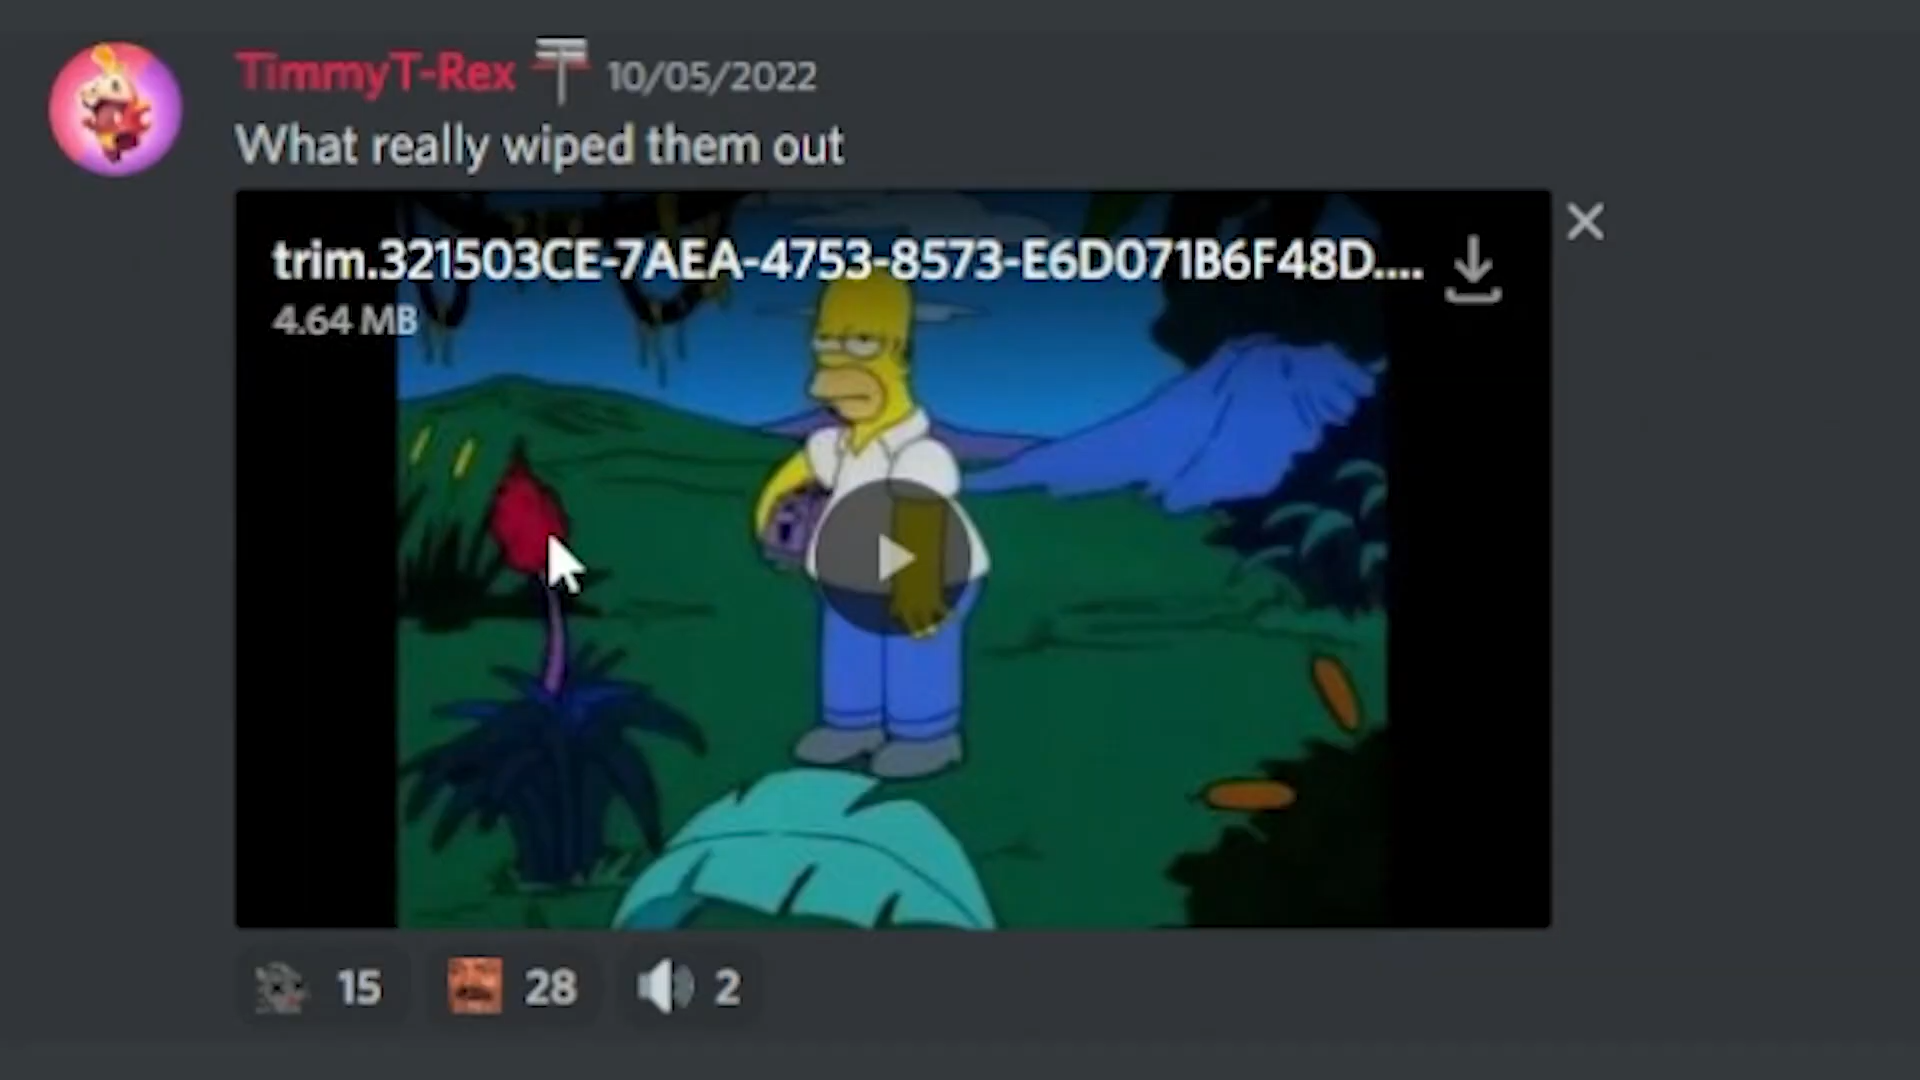 TimmyT-Rex 10/05/2022
What really wiped them out
trim.321503CE-7AEA-4753-8573-E6D071B6F48D....
4.64 MB
15 28 2